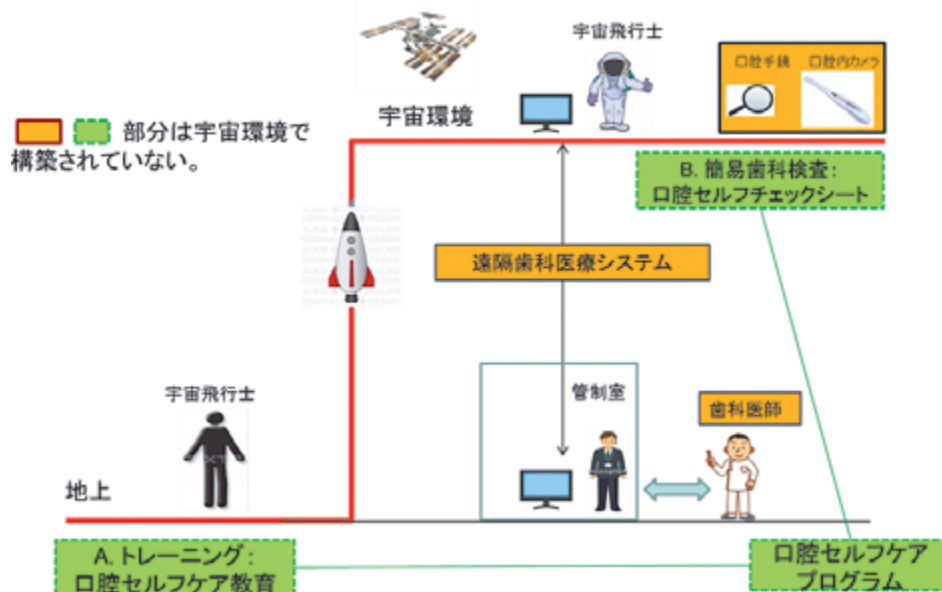 宇宙飛行士
口腔手鏡
口腔内カメラ
宇宙環境
部分は宇宙環境で
構築されていない。
B. 簡易歯科検査:
口腔セルフチェックシート
遠隔歯科医療システム
宇宙飛行士
管制室
歯科医師
地上
A. トレーニング:
口腔セルフケア教育
口腔セルフケア
プログラム